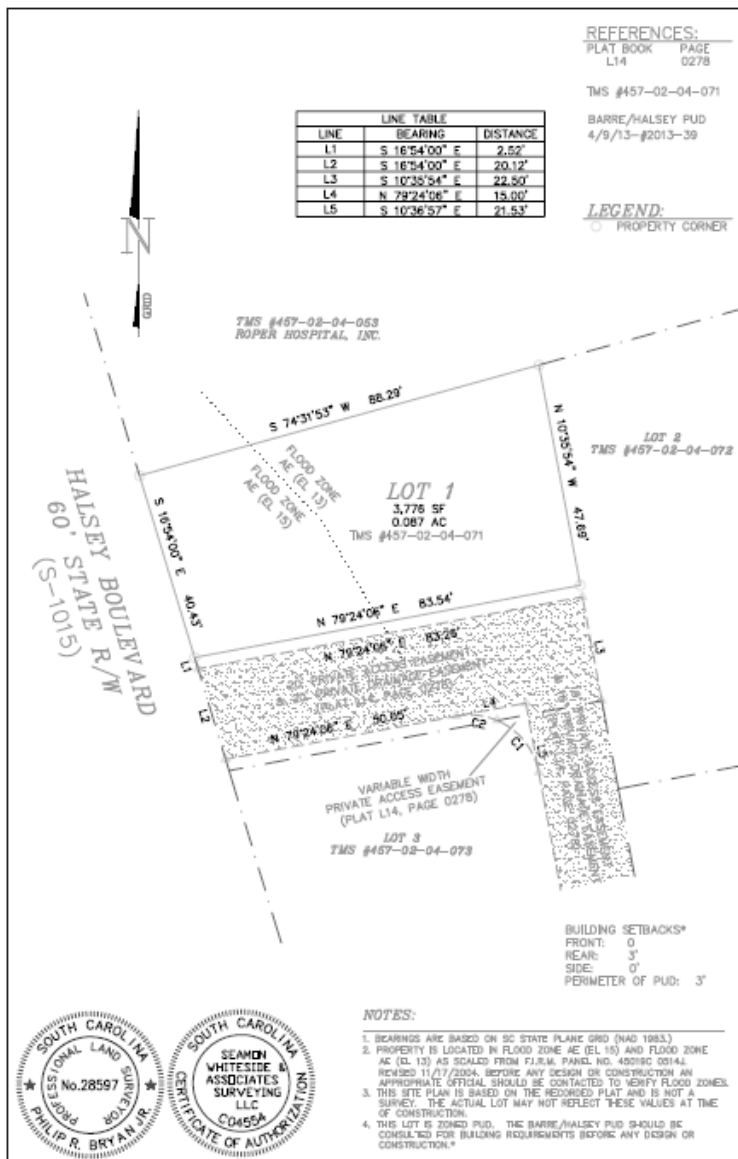 REFERENCES:
PLAT BOOK PAGE
L14 0278
TMS #457-02-04-071
BARRE/HALSEY PUD
4/9/13-#2013-39
LINE TABLE
LINE BEARING DISTANCE
L1 S 16°54'00" E 2.52'
L2 S 16°54'00" E 20.12'
L3 S 10°35'54" E 22.50'
L4 N 79°24'06" E 15.00'
L5 S 10°36'57" E 21.53'
LEGEND:
PROPERTY CORNER
N
GRID
TMS #457-02-04-053
ROPER HOSPITAL, INC.
S 74°31'53" W 88.29'
FLOOD ZONE
AE (EL 13)
FLOOD ZONE
AE (EL 15)
N 10°35'54" W 47.69'
LOT 2
TMS #457-02-04-072
LOT 1
3,776 SF
0.087 AC
TMS #457-02-04-071
HALSEY BOULEVARD
60' STATE R/W
(S-1015)
S 16°54'00" E 40.43'
N 79°24'06" E 83.54'
N 79°24'06" E 83.26'
L1
L3
PRIVATE ACCESS EASEMENT
PRIVATE DRAINAGE EASEMENT
(PLAT L14, PAGE 0278)
L2
L4
N 79°24'06" E
C2
C1
L5
VARIABLE WIDTH
PRIVATE ACCESS EASEMENT
(PLAT L14, PAGE 0278)
LOT 3
TMS #457-02-04-073
BUILDING SETBACKS*
FRONT: 0
REAR: 3'
SIDE: 0'
PERIMETER OF PUD: 3'
SOUTH CAROLINA
PROFESSIONAL LAND SURVEYOR
No.28597
PHILIP R. BRYAN JR.
SOUTH CAROLINA
SEAMON
WHITESIDE &
ASSOCIATES
SURVEYING
LLC
C04554
CERTIFICATE OF AUTHORIZATION
NOTES:
1. BEARINGS ARE BASED ON SC STATE PLANE GRID (NAD 1983.)
2. PROPERTY IS LOCATED IN FLOOD ZONE AE (EL 15) AND FLOOD ZONE
AE (EL 13) AS SCALED FROM F.I.R.M. PANEL NO. 45019C 0514J.
REVISED 11/17/2004. BEFORE ANY DESIGN OR CONSTRUCTION AN
APPROPRIATE OFFICIAL SHOULD BE CONTACTED TO VERIFY FLOOD ZONES.
3. THIS SITE PLAN IS BASED ON THE RECORDED PLAT AND IS NOT A
SURVEY. THE ACTUAL LOT MAY NOT REFLECT THESE VALUES AT TIME
OF CONSTRUCTION.
4. THIS LOT IS ZONED PUD. THE BARRE/HALSEY PUD SHOULD BE
CONSULTED FOR BUILDING REQUIREMENTS BEFORE ANY DESIGN OR
CONSTRUCTION.*